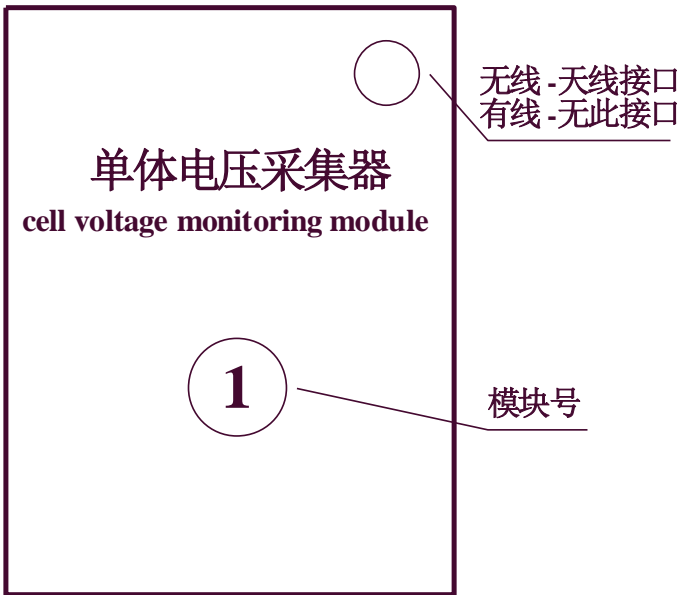 无线-天线接口
有线-无此接口
单体电压采集器
cell voltage monitoring module
1
模块号